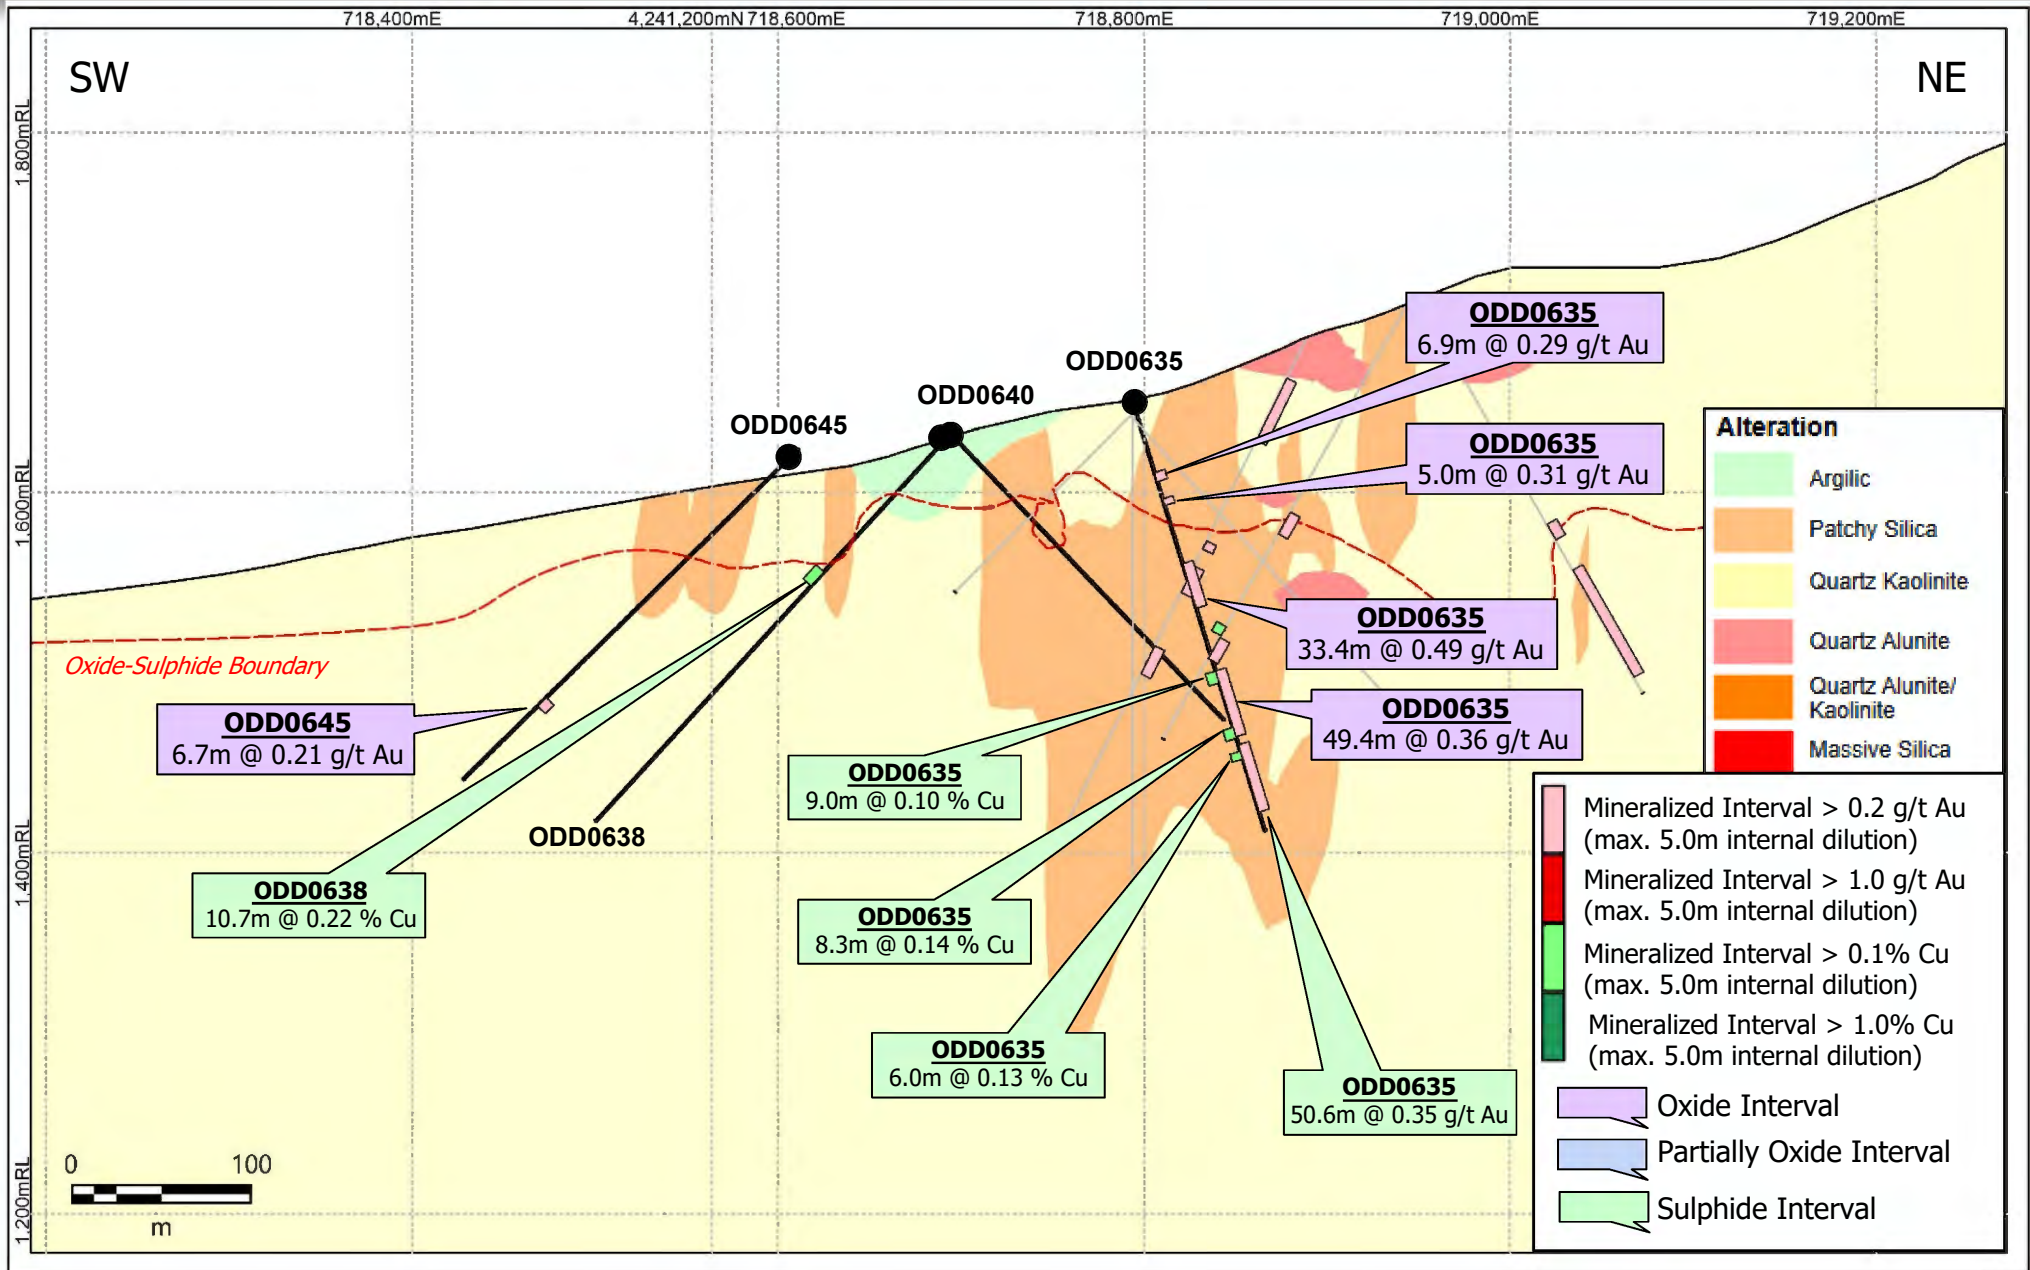 718,400mE
4,241,200mN
718,600mE
718,800mE
719,000mE
719,200mE
SW
NE
1,800mRL
1,600mRL
1,400mRL
1,200mRL
ODD0635
6.9m @ 0.29 g/t Au
ODD0635
ODD0640
ODD0645
ODD0635
5.0m @ 0.31 g/t Au
Alteration
Argilic
Patchy Silica
Quartz Kaolinite
Quartz Alunite
Quartz Alunite/
Kaolinite
Massive Silica
Oxide-Sulphide Boundary
ODD0635
33.4m @ 0.49 g/t Au
ODD0645
6.7m @ 0.21 g/t Au
ODD0635
49.4m @ 0.36 g/t Au
ODD0635
9.0m @ 0.10 % Cu
ODD0638
ODD0638
10.7m @ 0.22 % Cu
ODD0635
8.3m @ 0.14 % Cu
ODD0635
6.0m @ 0.13 % Cu
ODD0635
50.6m @ 0.35 g/t Au
Mineralized Interval > 0.2 g/t Au
(max. 5.0m internal dilution)
Mineralized Interval > 1.0 g/t Au
(max. 5.0m internal dilution)
Mineralized Interval > 0.1% Cu
(max. 5.0m internal dilution)
Mineralized Interval > 1.0% Cu
(max. 5.0m internal dilution)
Oxide Interval
Partially Oxide Interval
Sulphide Interval
0 100
m